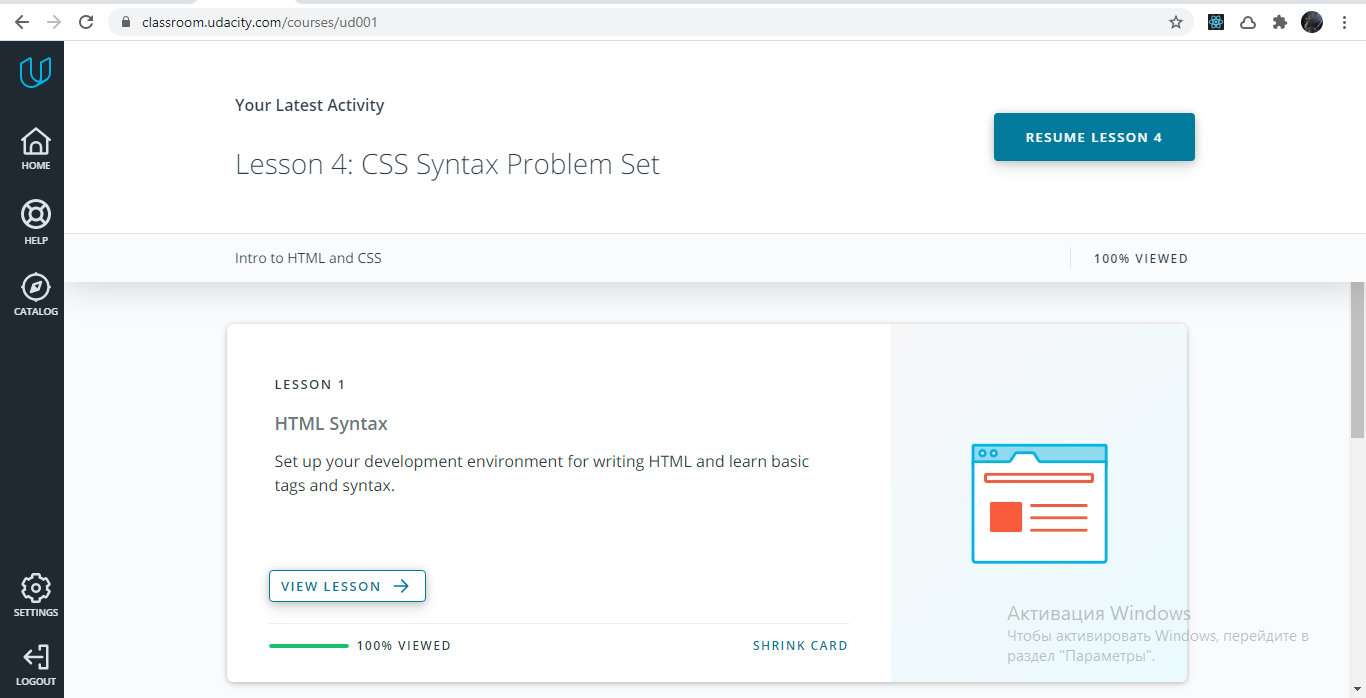 classroom.udacity.com/courses/ud001
HOME
HELP
CATALOG
SETTINGS
LOGOUT
Your Latest Activity
Lesson 4: CSS Syntax Problem Set
RESUME LESSON 4
Intro to HTML and CSS
100% VIEWED
LESSON 1
HTML Syntax
Set up your development environment for writing HTML and learn basic
tags and syntax.
VIEW LESSON
100% VIEWED
SHRINK CARD
Активация Windows
Чтобы активировать Windows, перейдите в
раздел "Параметры".